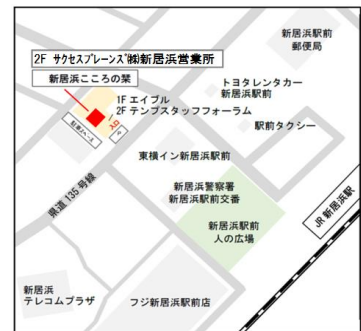 新居浜駅前
郵便局
2F サクセスブレーンズ㈱新居浜営業所
新居浜こころの栞
1F エイブル
2F テンプスタッフフォーラム
トヨタレンタカー
新居浜駅前
駅前タクシー
入口
駐車スペース
東横イン新居浜駅前
新居浜警察署
新居浜駅前交番
県道135号線
新居浜駅前
人の広場
JR 新居浜駅
新居浜
テレコムプラザ
フジ新居浜駅前店